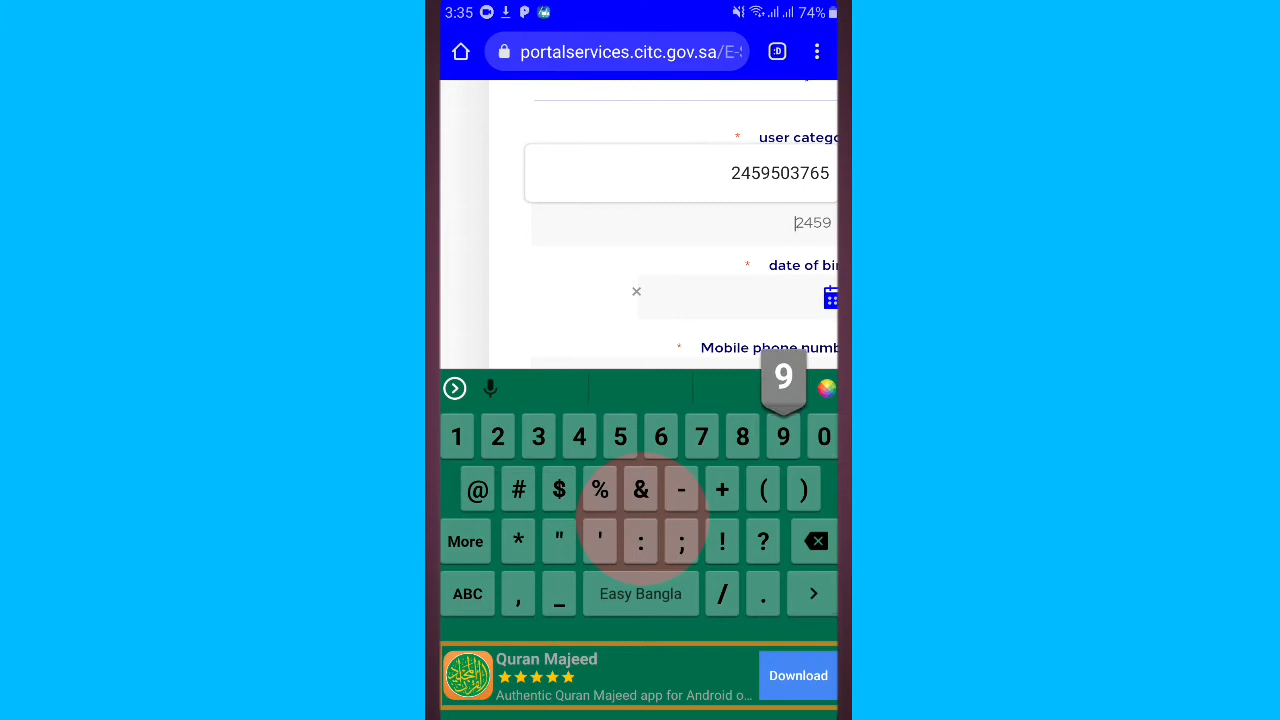 3:35 74%
portalservices.citc.gov.sa/E-
* user catego
2459503765
2459
* date of bir
×
* Mobile phone numb
9
1 2 3 4 5 6 7 8 9 0
@ # $ % & - + ( )
More * " ' : ; ! ?
ABC , _ Easy Bangla / . >
Quran Majeed
Authentic Quran Majeed app for Android o...
Download